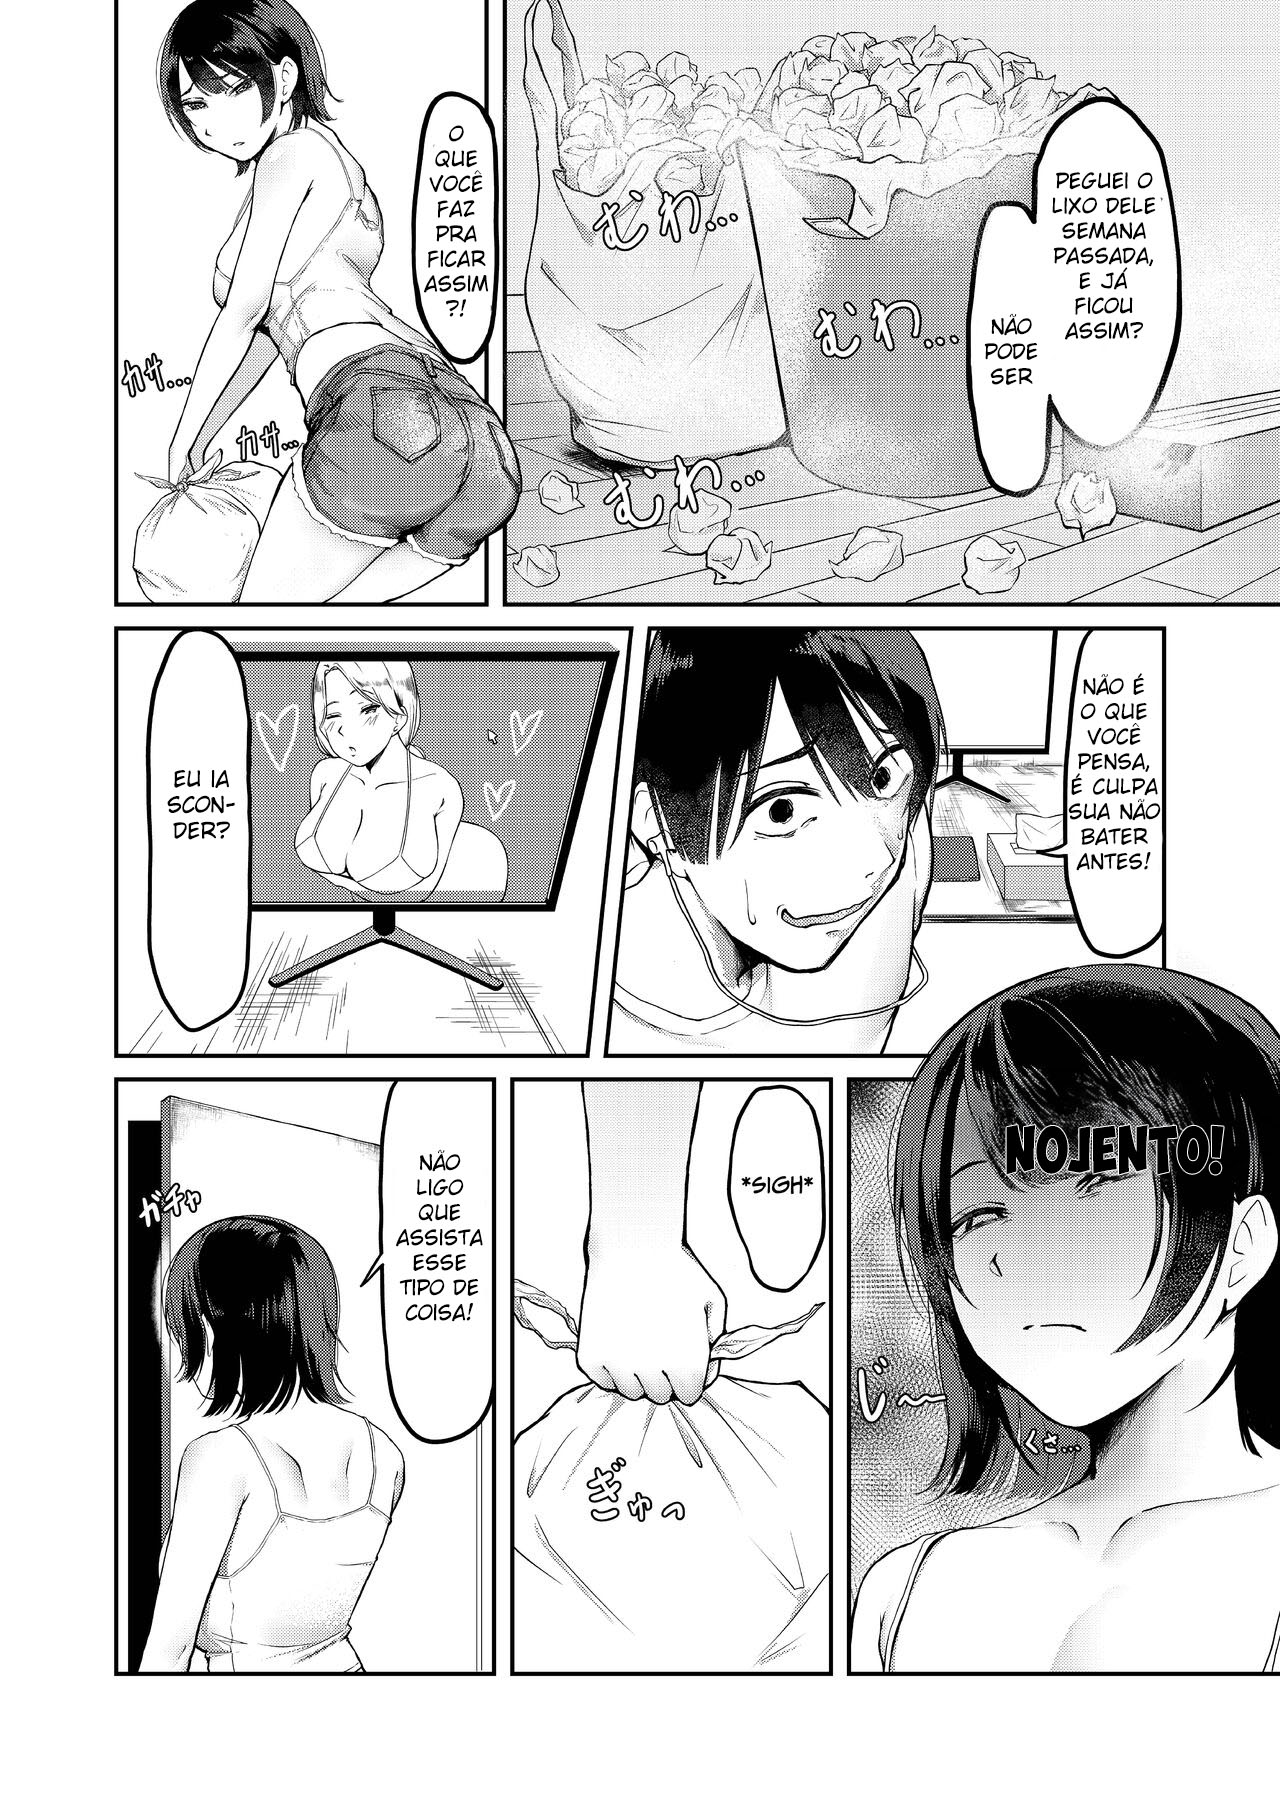 PEGUEI O
LIXO DELE
SEMANA
PASSADA,
E JÁ
FICOU
ASSIM?
NÃO
PODE
SER
むわ…
むわ…
むわ…
O
QUE
VOCÊ
FAZ
PRA
FICAR
ASSIM
?!
カサ…
カサ…
NÃO É
O QUE
VOCÊ
PENSA,
É CULPA
SUA NÃO
BATER
ANTES!
EU IA
SCON-
DER?
NOJENTO!
じ〜
くさ…
*SIGH*
ぎゅっ
NÃO
LIGO
QUE
ASSISTA
ESSE
TIPO DE
COISA!
ガチャ